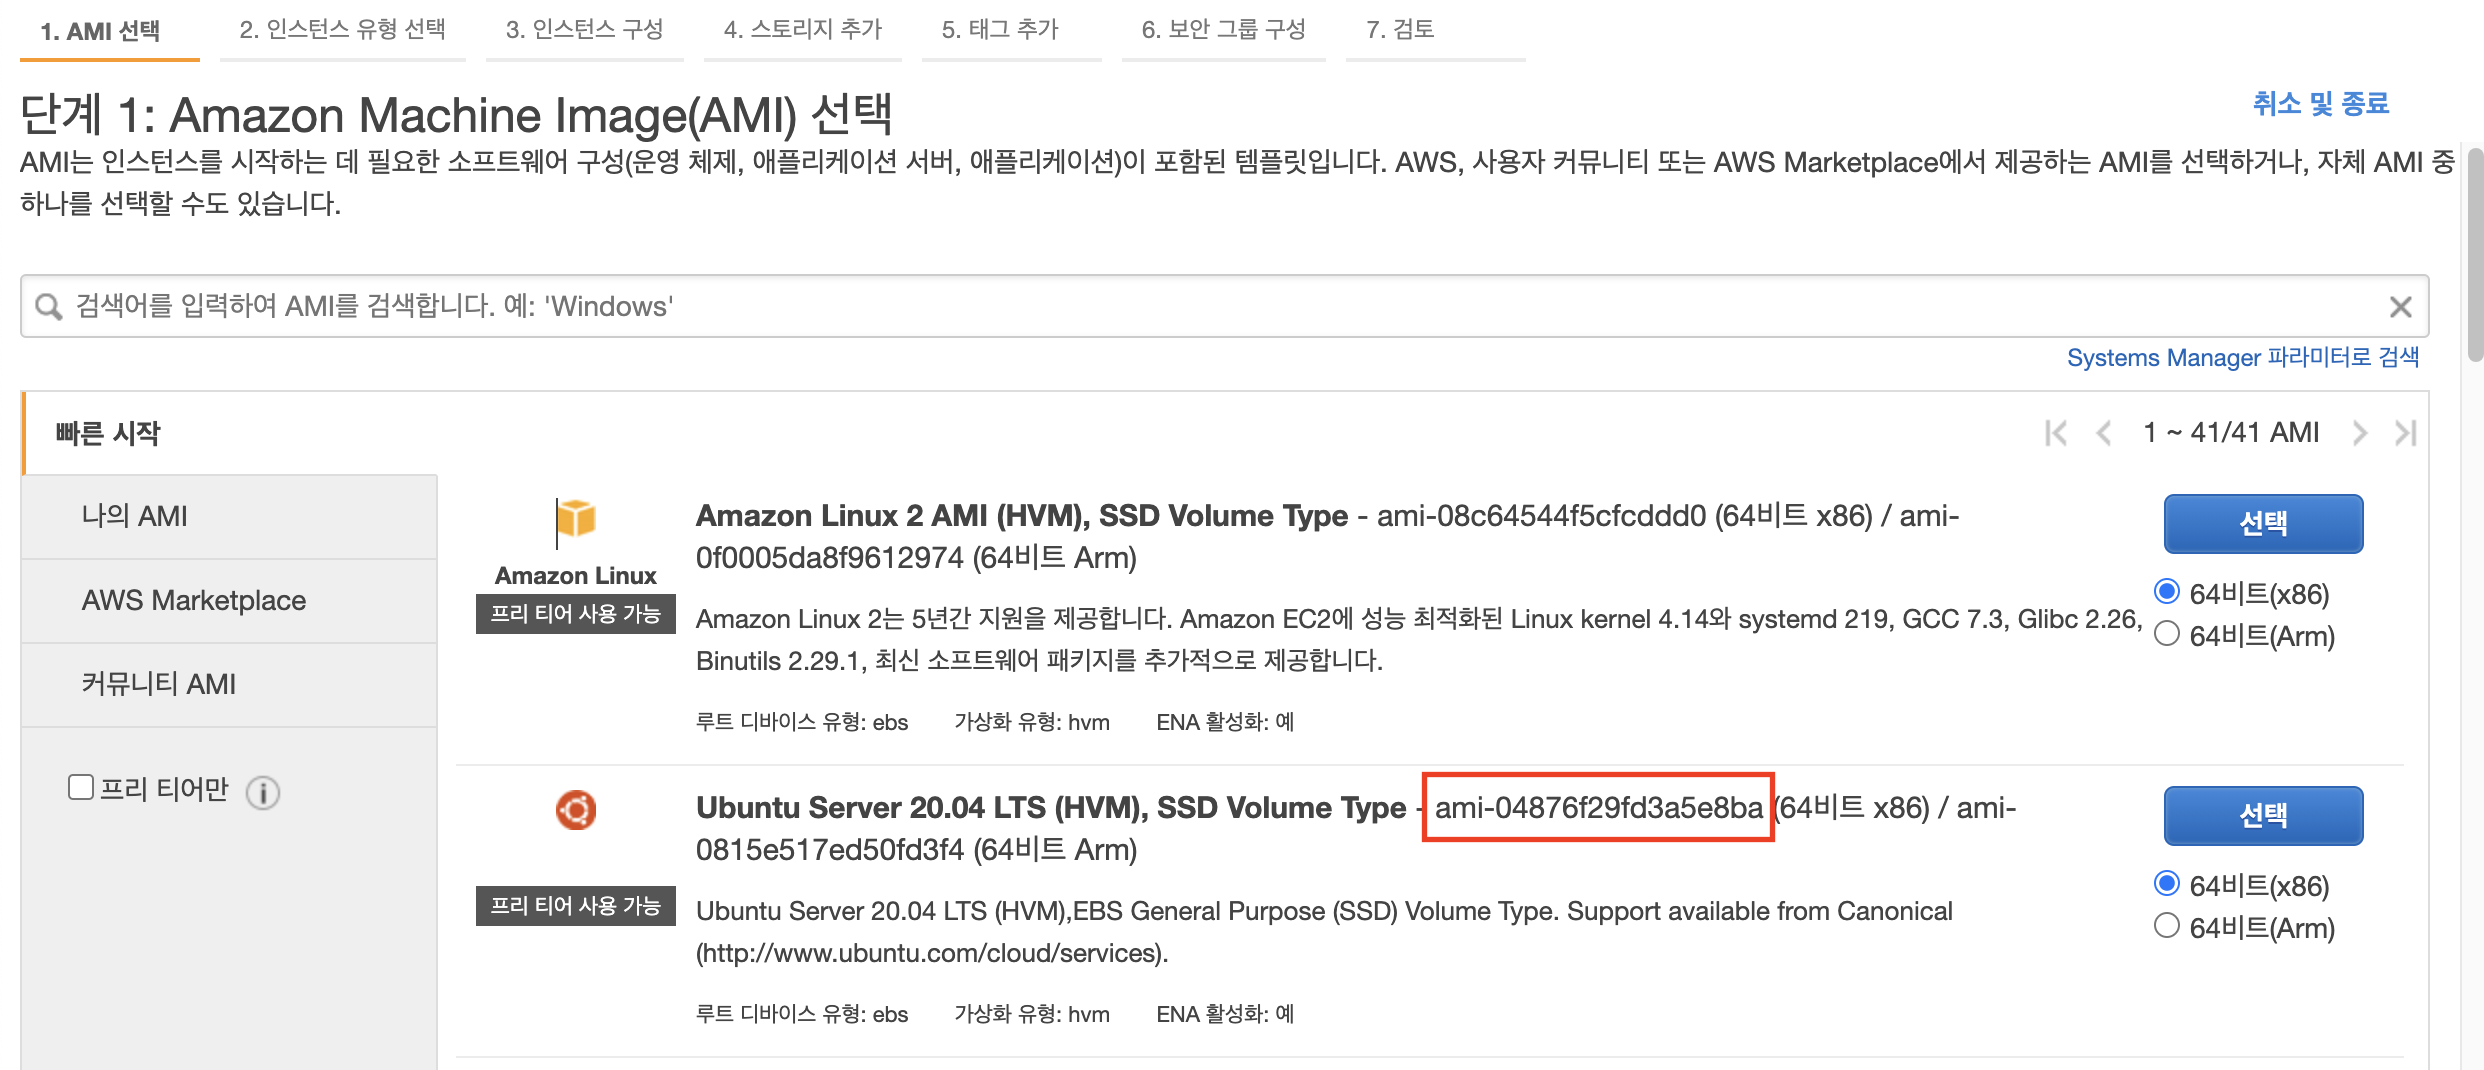 1. AMI 선택
2. 인스턴스 유형 선택
3. 인스턴스 구성
4. 스토리지 추가
5. 태그 추가
6. 보안 그룹 구성
7. 검토
단계 1: Amazon Machine Image(AMI) 선택
취소 및 종료
AMI는 인스턴스를 시작하는 데 필요한 소프트웨어 구성(운영 체제, 애플리케이션 서버, 애플리케이션)이 포함된 템플릿입니다. AWS, 사용자 커뮤니티 또는 AWS Marketplace에서 제공하는 AMI를 선택하거나, 자체 AMI 중
하나를 선택할 수도 있습니다.
검색어를 입력하여 AMI를 검색합니다. 예: 'Windows'
Systems Manager 파라미터로 검색
빠른 시작
1 ~ 41/41 AMI
나의 AMI
AWS Marketplace
커뮤니티 AMI
프리 티어만
Amazon Linux
프리 티어 사용 가능
Amazon Linux 2 AMI (HVM), SSD Volume Type - ami-08c64544f5cfcddd0 (64비트 x86) / ami-
0f0005da8f9612974 (64비트 Arm)
Amazon Linux 2는 5년간 지원을 제공합니다. Amazon EC2에 성능 최적화된 Linux kernel 4.14와 systemd 219, GCC 7.3, Glibc 2.26,
Binutils 2.29.1, 최신 소프트웨어 패키지를 추가적으로 제공합니다.
루트 디바이스 유형: ebs 가상화 유형: hvm ENA 활성화: 예
선택
64비트(x86)
64비트(Arm)
프리 티어 사용 가능
Ubuntu Server 20.04 LTS (HVM), SSD Volume Type - ami-04876f29fd3a5e8ba (64비트 x86) / ami-
0815e517ed50fd3f4 (64비트 Arm)
Ubuntu Server 20.04 LTS (HVM),EBS General Purpose (SSD) Volume Type. Support available from Canonical
(http://www.ubuntu.com/cloud/services).
루트 디바이스 유형: ebs 가상화 유형: hvm ENA 활성화: 예
선택
64비트(x86)
64비트(Arm)